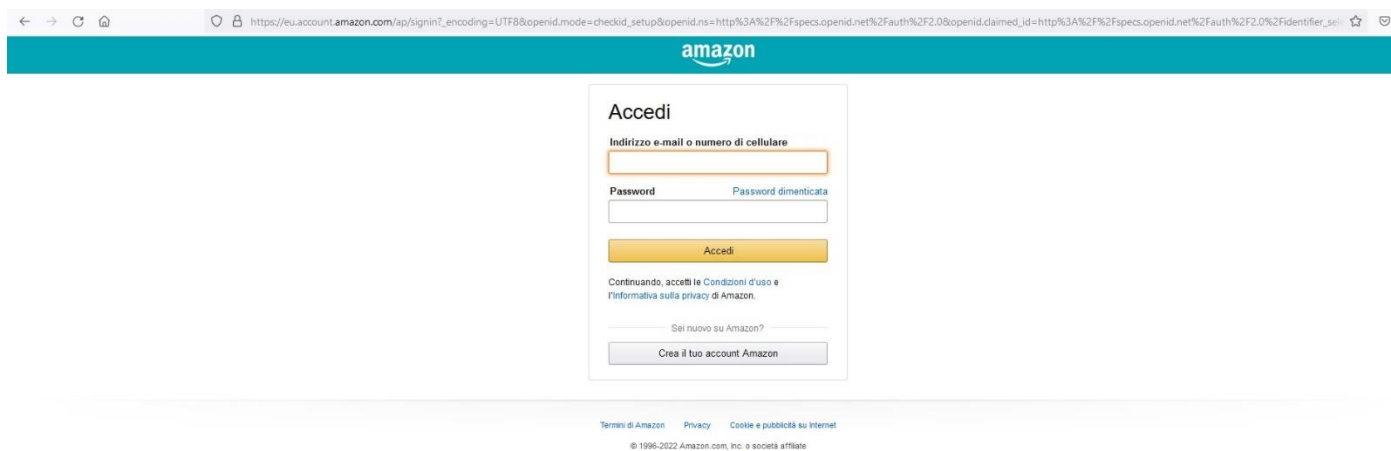 https://eu.account.amazon.com/ap/signin?_encoding=UTF8&openid.mode=checkid_setup&openid.ns=http%3A%2F%2Fspecs.openid.net%2Fauth%2F2.0&openid.claimed_id=http%3A%2F%2Fspecs.openid.net%2Fauth%2F2.0%2Fidentifier_sel
amazon
Accedi
Indirizzo e-mail o numero di cellulare
Password Password dimenticata
Accedi
Continuando, accetti le Condizioni d'uso e
l'Informativa sulla privacy di Amazon.
Sei nuovo su Amazon?
Crea il tuo account Amazon
Termini di Amazon Privacy Cookie e pubblicità su Internet
© 1996-2022 Amazon.com, Inc. o società affiliate